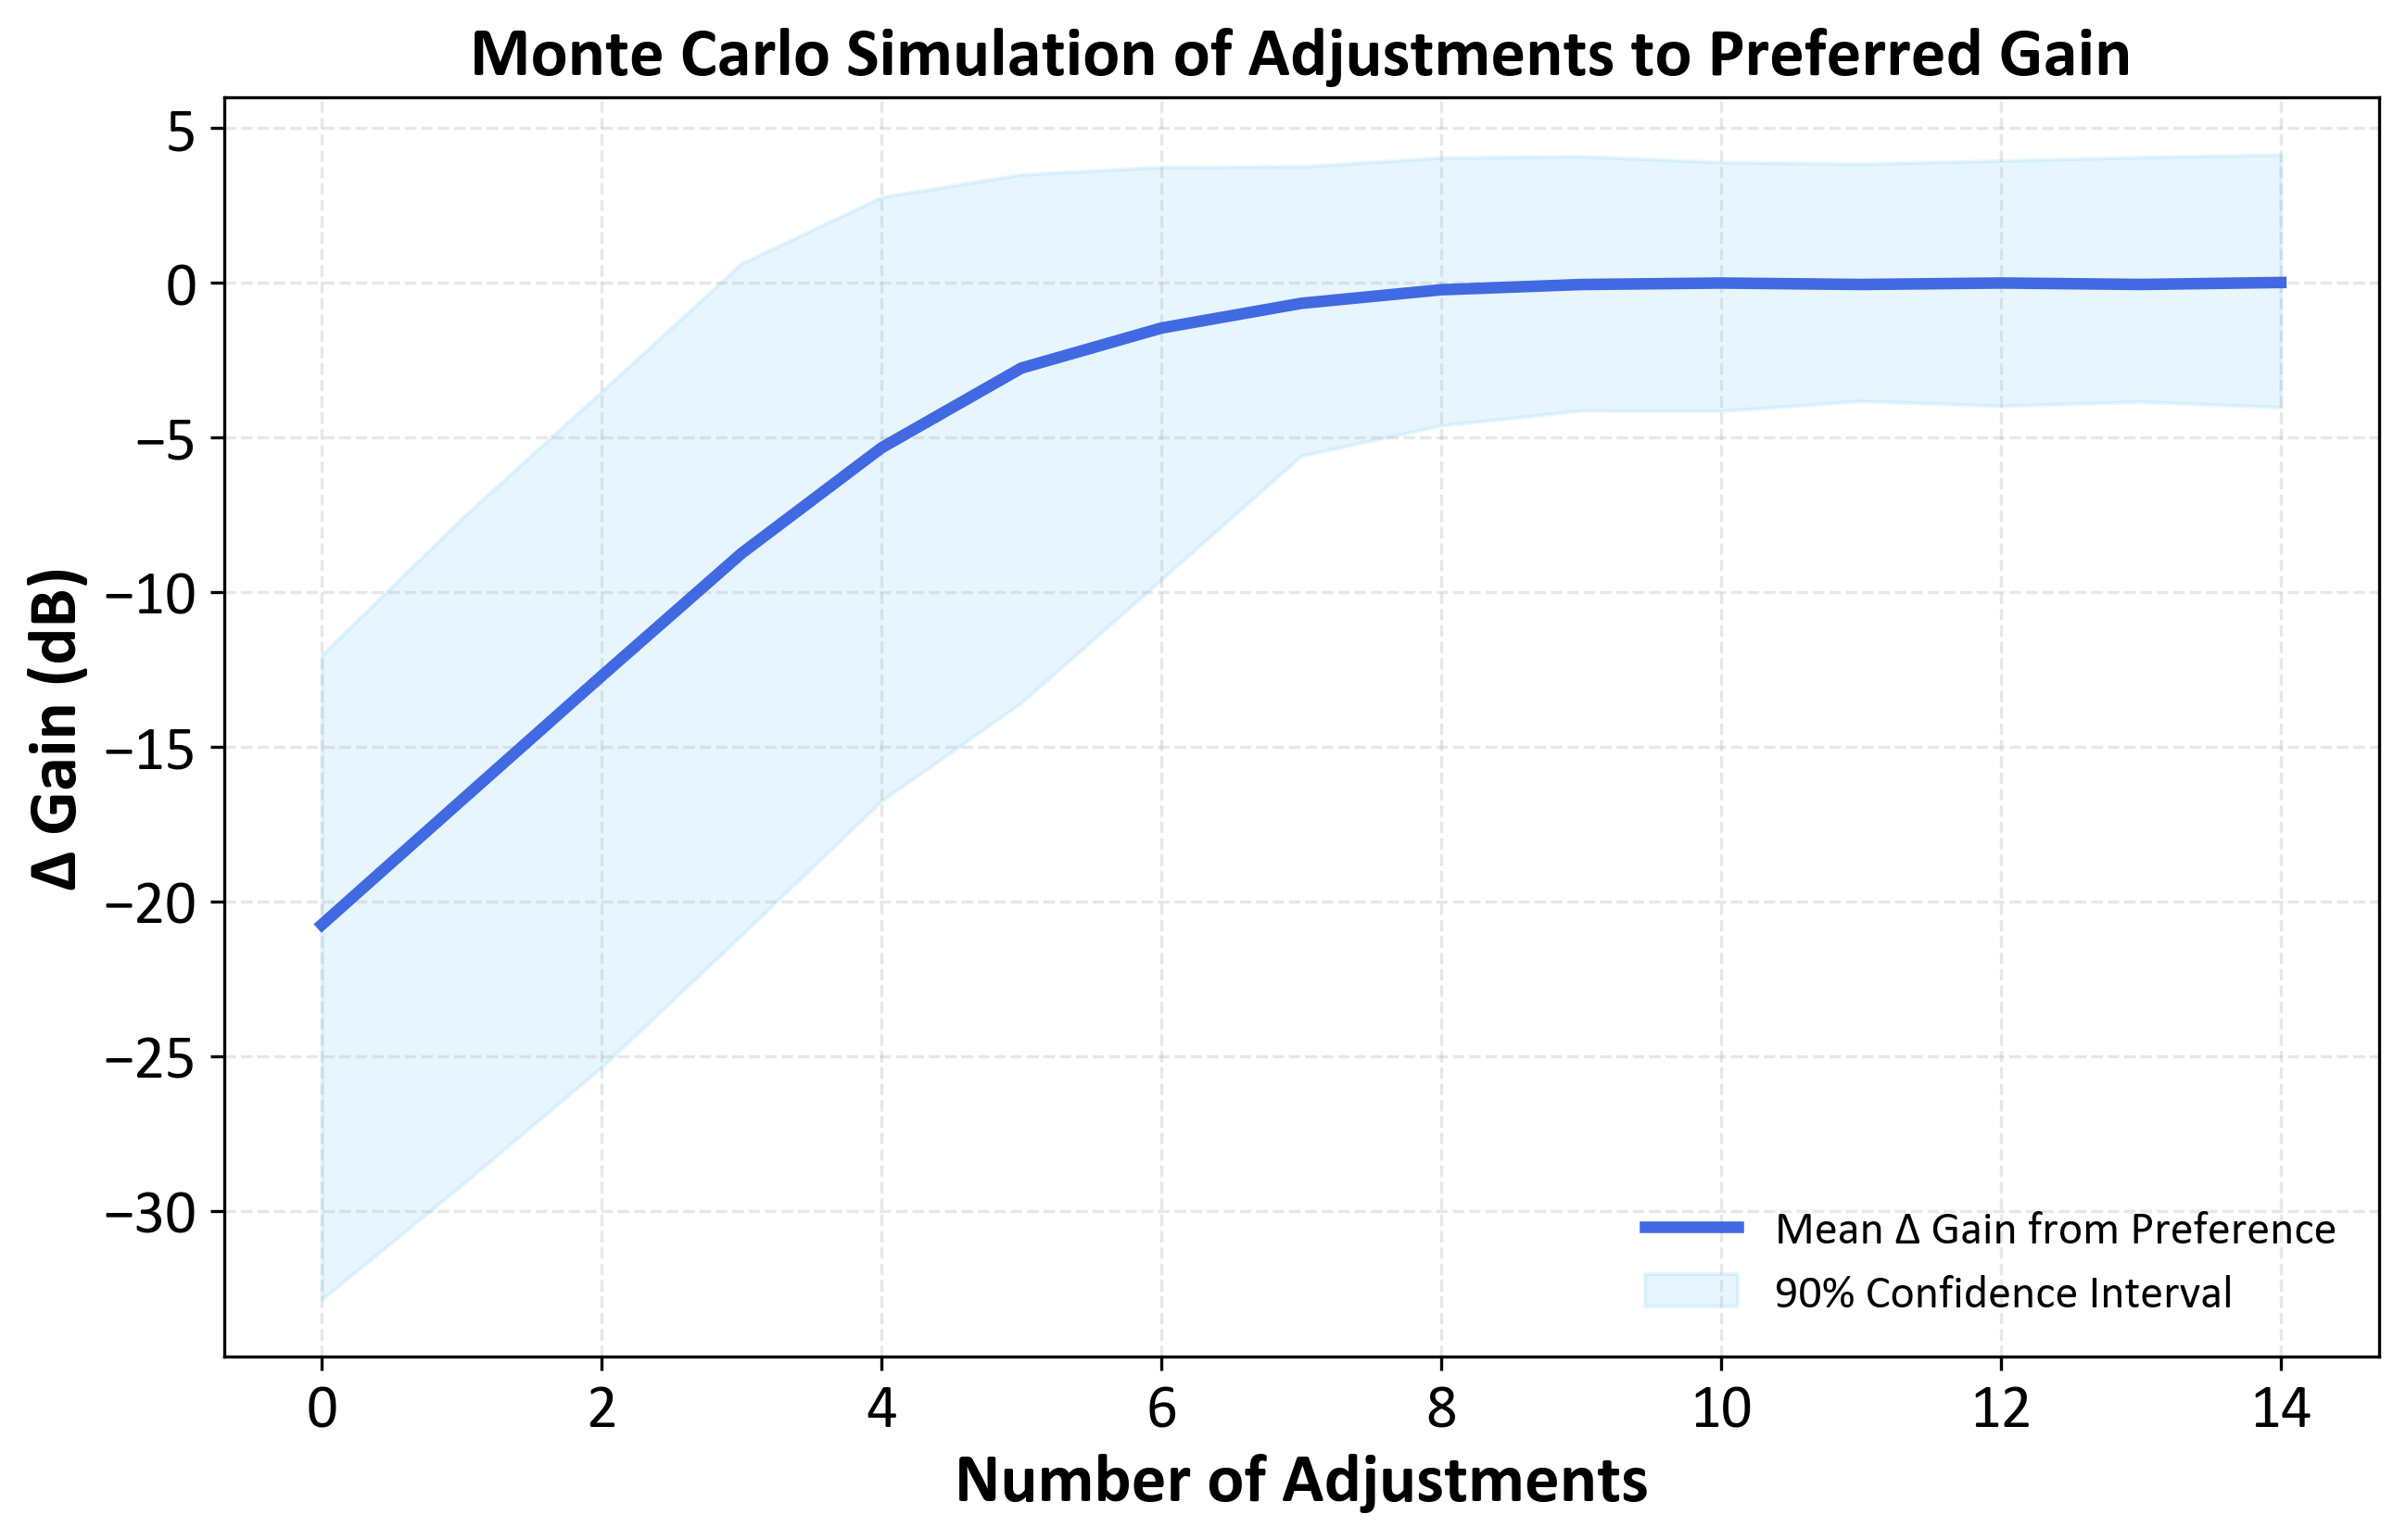 Monte Carlo Simulation of Adjustments to Preferred Gain
Δ Gain (dB)
5
0
−5
−10
−15
−20
−25
−30
Mean Δ Gain from Preference
90% Confidence Interval
0 2 4 6 8 10 12 14
Number of Adjustments